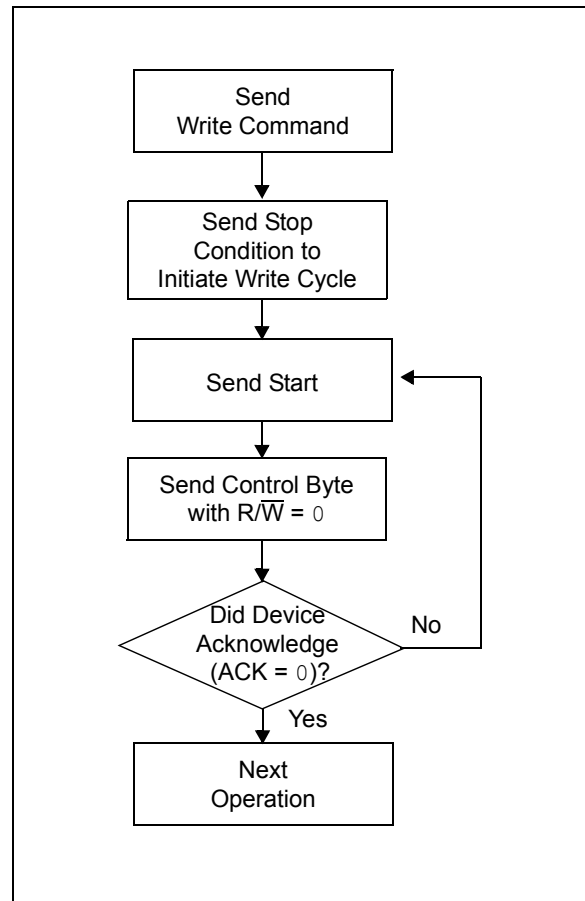 Send
Write Command
Send Stop
Condition to
Initiate Write Cycle
Send Start
Send Control Byte
with R/W̅ = 0
Did Device
Acknowledge
(ACK = 0)?
No
Yes
Next
Operation